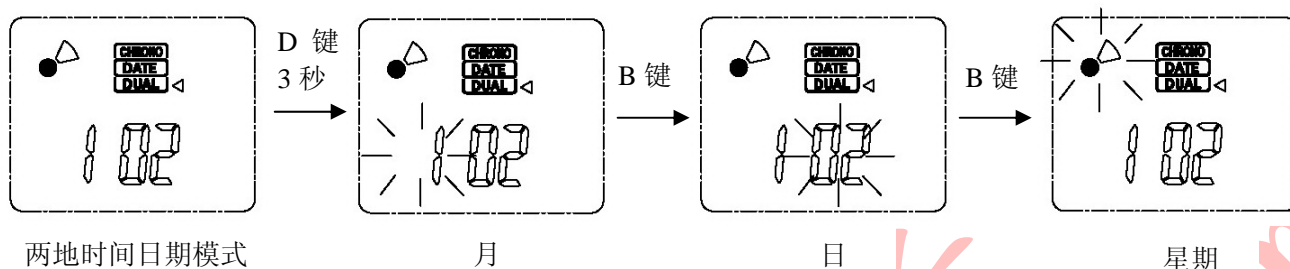 CHRONO
DATE
DUAL
1 02
D 键
3 秒
CHRONO
DATE
DUAL
1 02
B 键
CHRONO
DATE
DUAL
1 02
B 键
CHRONO
DATE
DUAL
1 02
两地时间日期模式
月
日
星期